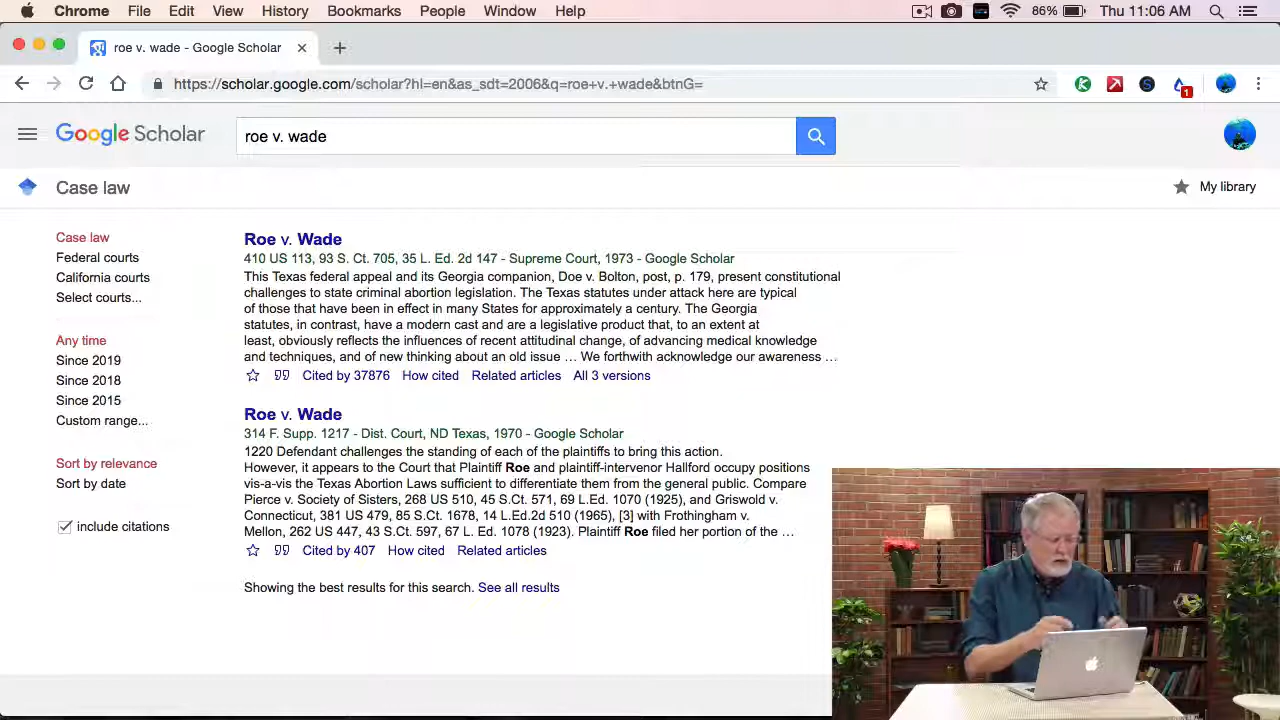 Chrome File Edit View History Bookmarks People Window Help 86% Thu 11:06 AM
roe v. wade - Google Scholar
https://scholar.google.com/scholar?hl=en&as_sdt=2006&q=roe+v.+wade&btnG=
1
Google Scholar
roe v. wade
Case law
My library
Case law
Federal courts
California courts
Select courts...
Any time
Since 2019
Since 2018
Since 2015
Custom range...
Sort by relevance
Sort by date
include citations
Roe v. Wade
410 US 113, 93 S. Ct. 705, 35 L. Ed. 2d 147 - Supreme Court, 1973 - Google Scholar
This Texas federal appeal and its Georgia companion, Doe v. Bolton, post, p. 179, present constitutional
challenges to state criminal abortion legislation. The Texas statutes under attack here are typical
of those that have been in effect in many States for approximately a century. The Georgia
statutes, in contrast, have a modern cast and are a legislative product that, to an extent at
least, obviously reflects the influences of recent attitudinal change, of advancing medical knowledge
and techniques, and of new thinking about an old issue … We forthwith acknowledge our awareness …
Cited by 37876 How cited Related articles All 3 versions
Roe v. Wade
314 F. Supp. 1217 - Dist. Court, ND Texas, 1970 - Google Scholar
1220 Defendant challenges the standing of each of the plaintiffs to bring this action.
However, it appears to the Court that Plaintiff Roe and plaintiff-intervenor Hallford occupy positions
vis-a-vis the Texas Abortion Laws sufficient to differentiate them from the general public. Compare
Pierce v. Society of Sisters, 268 US 510, 45 S.Ct. 571, 69 L.Ed. 1070 (1925), and Griswold v.
Connecticut, 381 US 479, 85 S.Ct. 1678, 14 L.Ed.2d 510 (1965), [3] with Frothingham v.
Mellon, 262 US 447, 43 S.Ct. 597, 67 L. Ed. 1078 (1923). Plaintiff Roe filed her portion of the …
Cited by 407 How cited Related articles
Showing the best results for this search. See all results